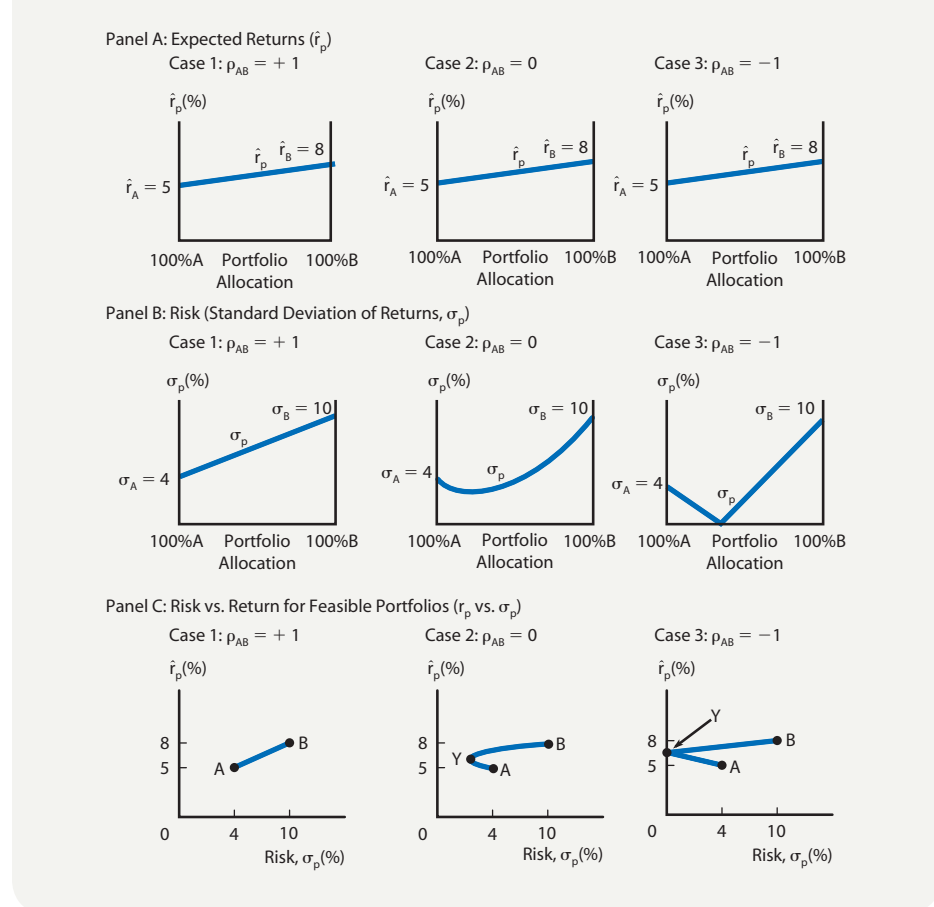 Panel A: Expected Returns (r̂p)
Case 1: ρAB = + 1
Case 2: ρAB = 0
Case 3: ρAB = −1
r̂p(%)
r̂p(%)
r̂p(%)
r̂p
r̂B = 8
r̂A = 5
r̂p
r̂B = 8
r̂A = 5
r̂p
r̂B = 8
r̂A = 5
100%A Portfolio Allocation 100%B
100%A Portfolio Allocation 100%B
100%A Portfolio Allocation 100%B
Panel B: Risk (Standard Deviation of Returns, σp)
Case 1: ρAB = + 1
Case 2: ρAB = 0
Case 3: ρAB = −1
σp(%)
σp(%)
σp(%)
σB = 10
σp
σA = 4
σB = 10
σp
σA = 4
σB = 10
σp
σA = 4
100%A Portfolio Allocation 100%B
100%A Portfolio Allocation 100%B
100%A Portfolio Allocation 100%B
Panel C: Risk vs. Return for Feasible Portfolios (rp vs. σp)
Case 1: ρAB = + 1
Case 2: ρAB = 0
Case 3: ρAB = −1
r̂p(%)
r̂p(%)
r̂p(%)
8
5
A
B
0 4 10
Risk, σp(%)
8
5
Y
B
A
0 4 10
Risk, σp(%)
Y
8
5
B
A
0 4 10
Risk, σp(%)